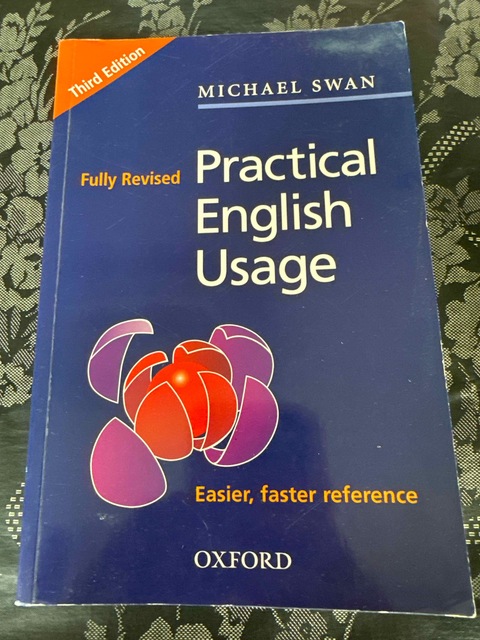 Third Edition
MICHAEL SWAN
Fully Revised
Practical
English
Usage
Easier, faster reference
OXFORD